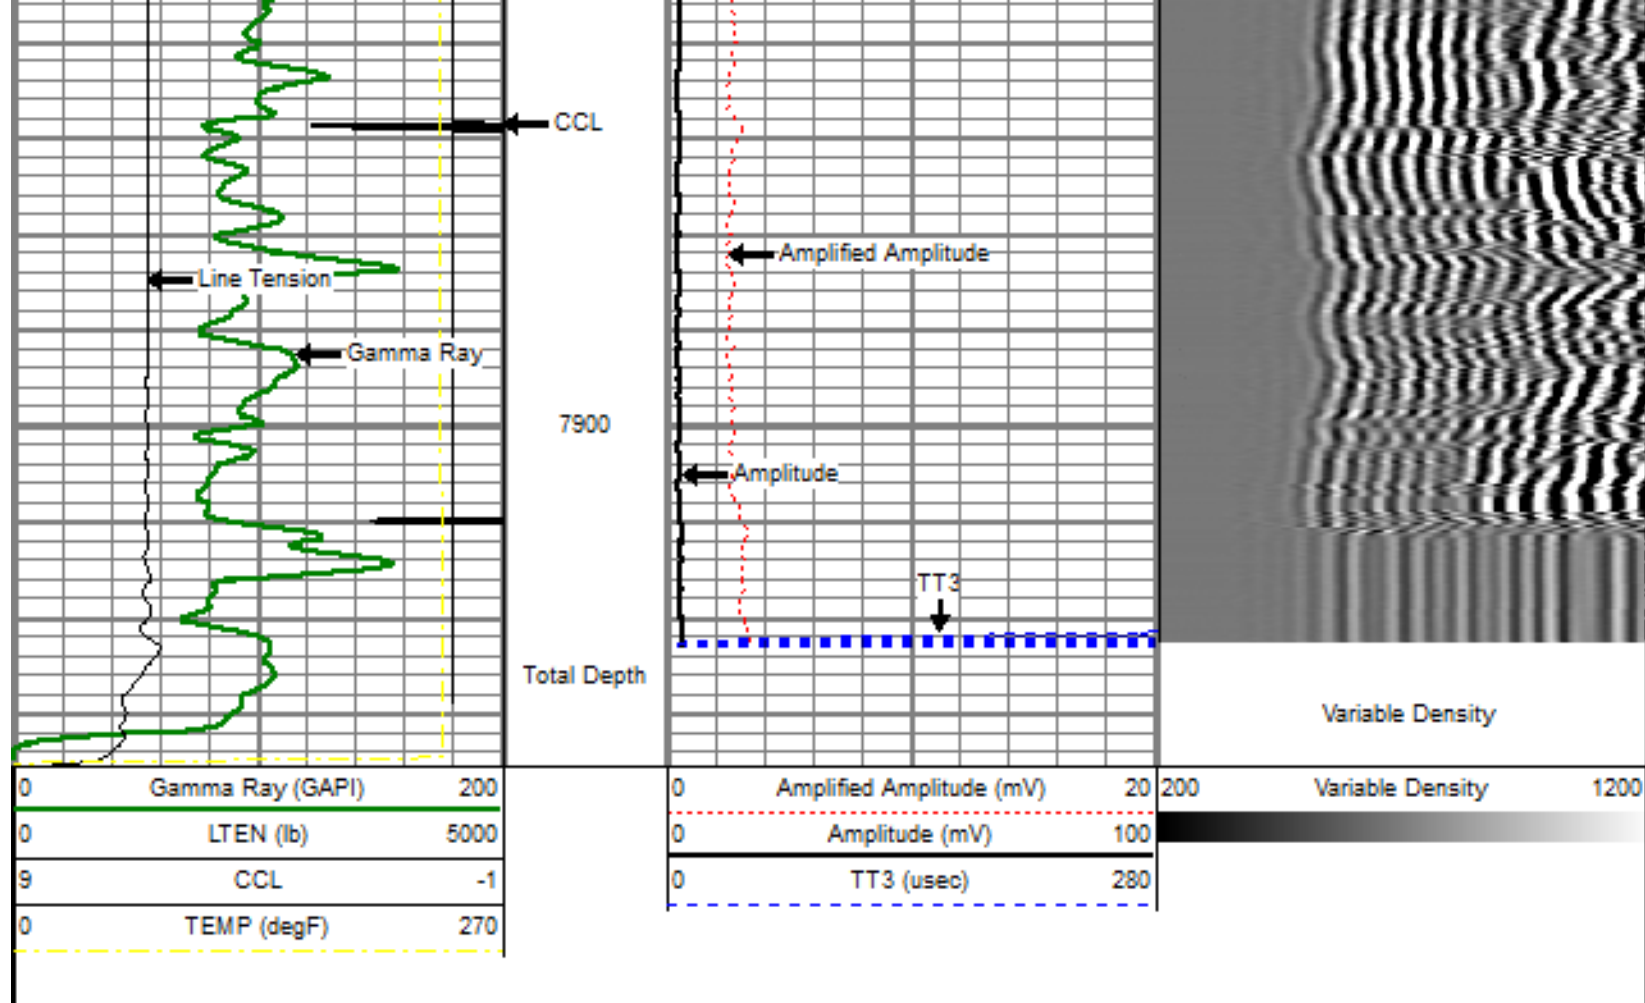 CCL
Amplified Amplitude
Line Tension
Gamma Ray
7900
Amplitude
TT3
Total Depth
Variable Density
0 Gamma Ray (GAPI) 200
0 LTEN (lb) 5000
9 CCL -1
0 TEMP (degF) 270
0 Amplified Amplitude (mV) 20
0 Amplitude (mV) 100
0 TT3 (usec) 280
200 Variable Density 1200